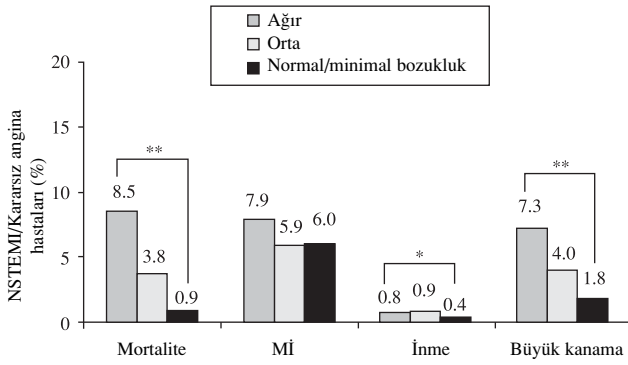 Ağır
Orta
Normal/minimal bozukluk
NSTEMI/Kararsız angina
hastaları (%)
20
15
10
5
0
**
8.5
3.8
0.9
7.9
5.9
6.0
*
0.8
0.9
0.4
**
7.3
4.0
1.8
Mortalite
Mİ
İnme
Büyük kanama